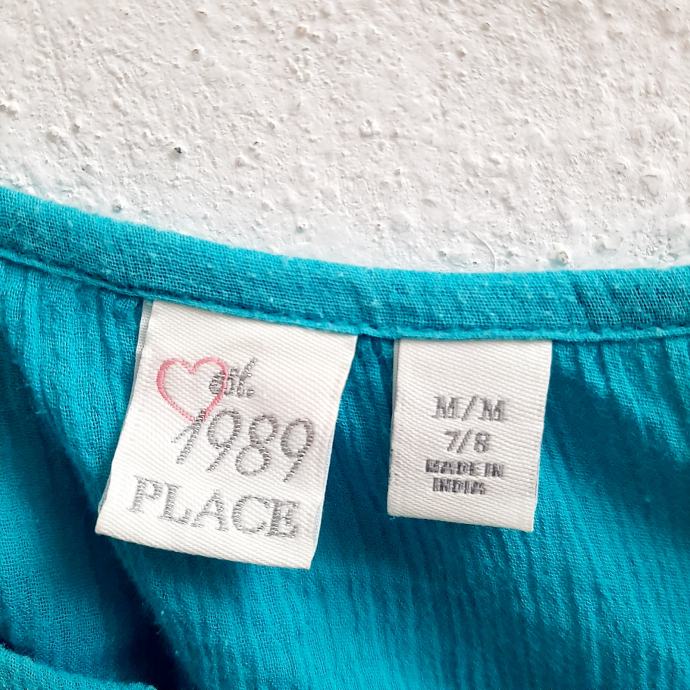 est.
1989
PLACE
M/M
7/8
MADE IN
INDIA